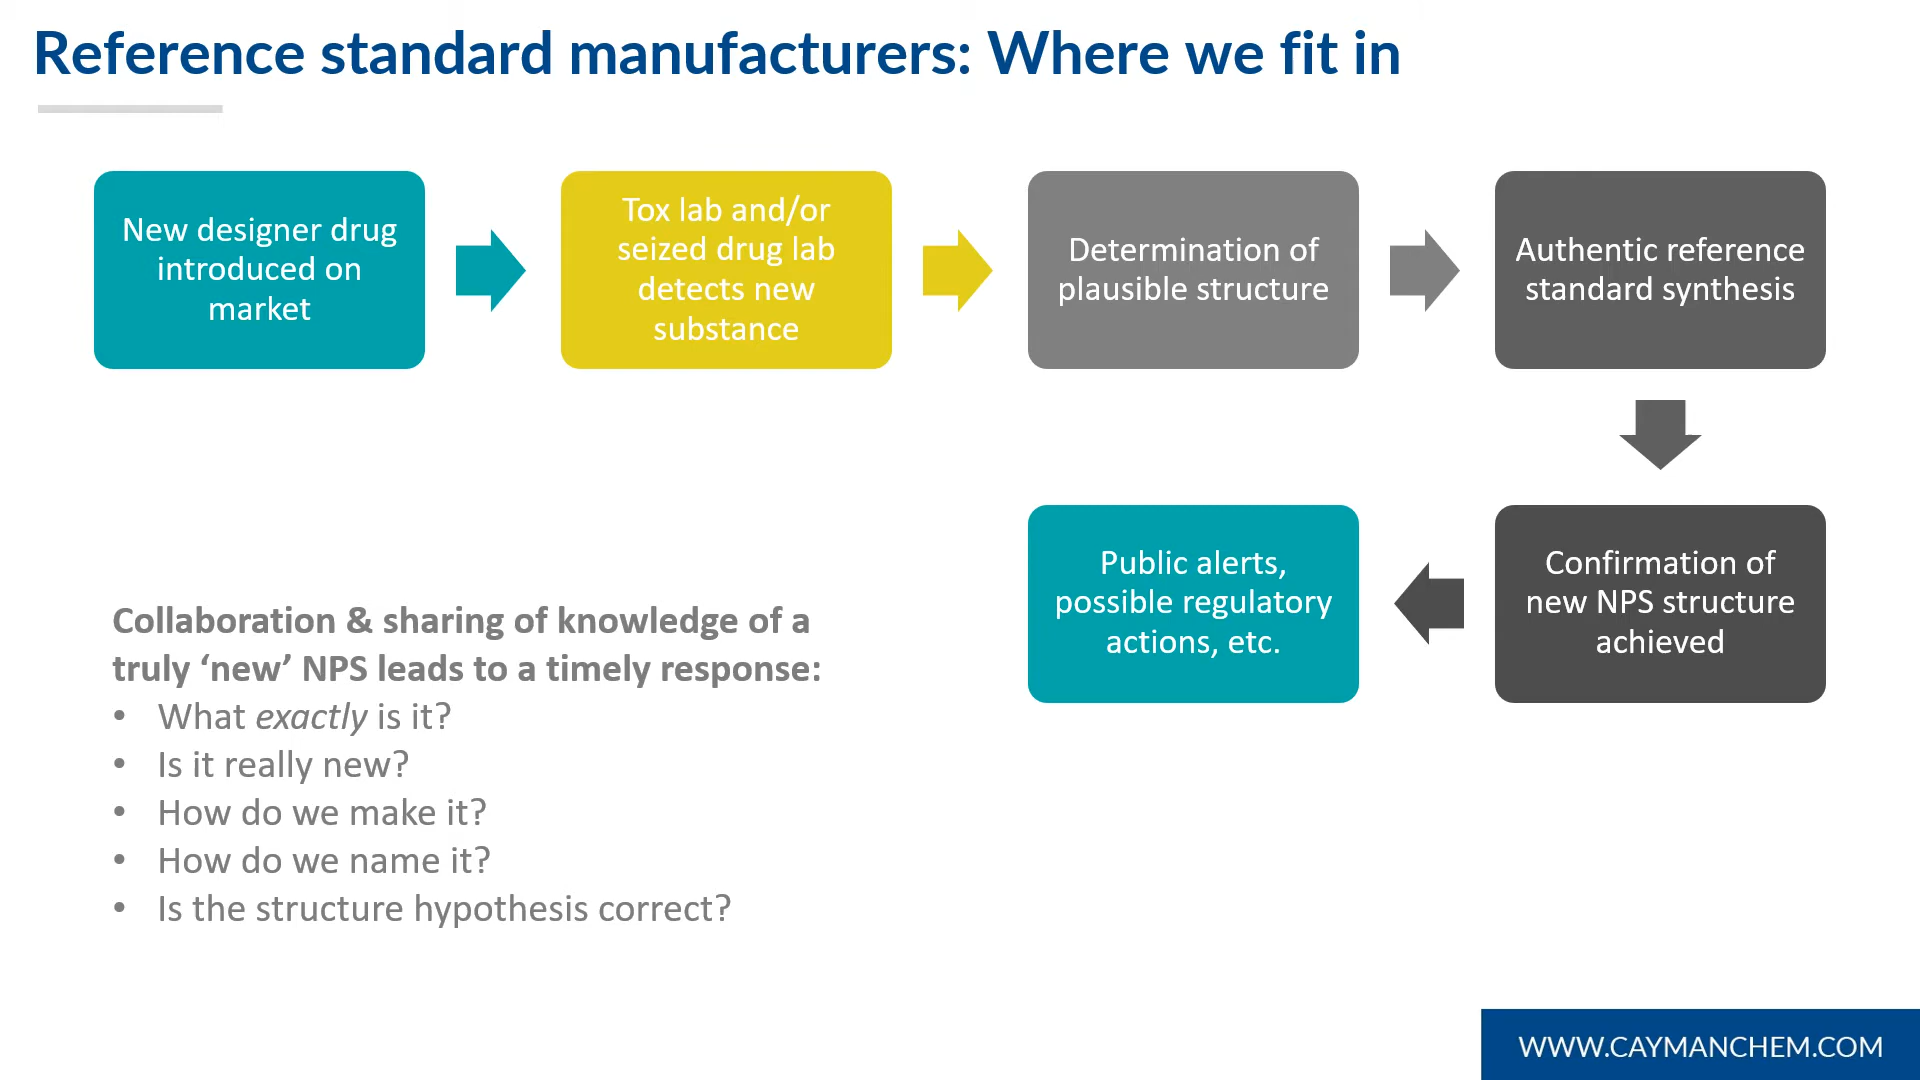 Reference standard manufacturers: Where we fit in
New designer drug
introduced on
market
Tox lab and/or
seized drug lab
detects new
substance
Determination of
plausible structure
Authentic reference
standard synthesis
Confirmation of
new NPS structure
achieved
Public alerts,
possible regulatory
actions, etc.
Collaboration & sharing of knowledge of a
truly ‘new’ NPS leads to a timely response:
• What exactly is it?
• Is it really new?
• How do we make it?
• How do we name it?
• Is the structure hypothesis correct?
WWW.CAYMANCHEM.COM